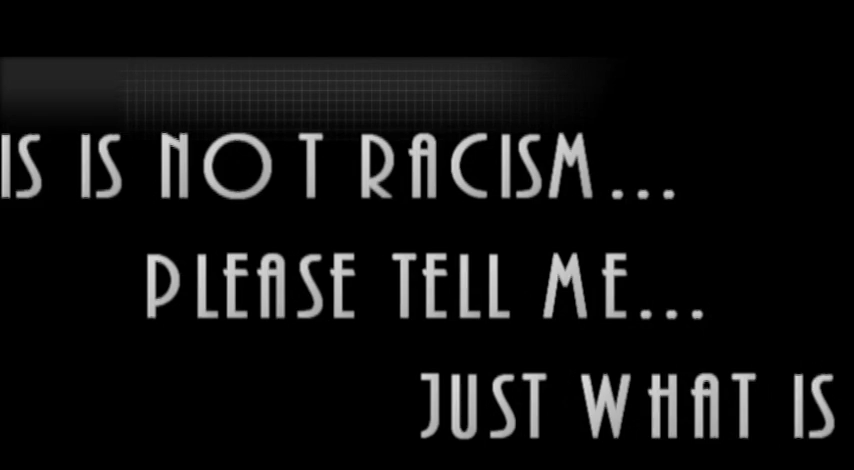 IS IS NOT RACISM...
PLEASE TELL ME...
JUST WHAT IS